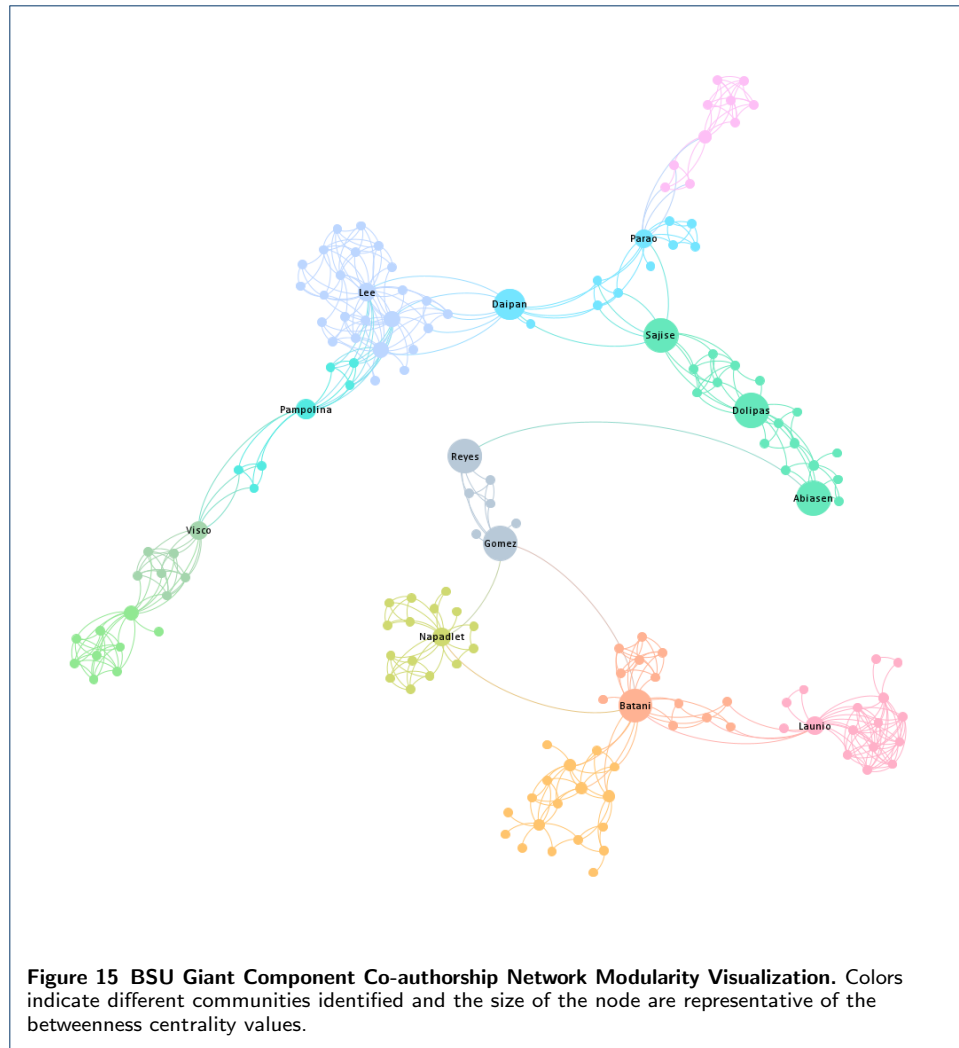 Parao
Lee
Daipan
Sajise
Pampolina
Dolipas
Reyes
Abiasen
Visco
Gomez
Napadlet
Batani
Launio
Figure 15 BSU Giant Component Co-authorship Network Modularity Visualization. Colors
indicate different communities identified and the size of the node are representative of the
betweenness centrality values.